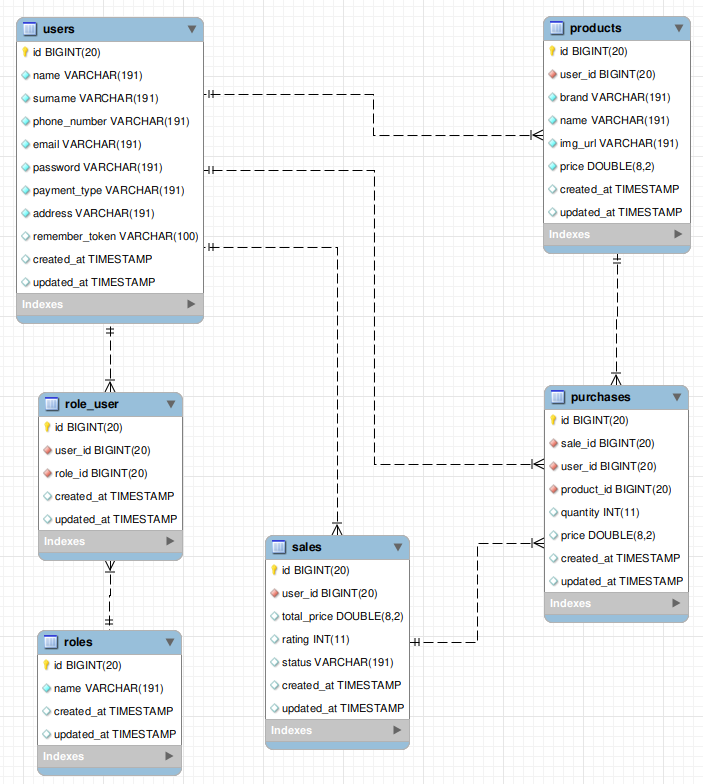 users
id BIGINT(20)
name VARCHAR(191)
surname VARCHAR(191)
phone_number VARCHAR(191)
email VARCHAR(191)
password VARCHAR(191)
payment_type VARCHAR(191)
address VARCHAR(191)
remember_token VARCHAR(100)
created_at TIMESTAMP
updated_at TIMESTAMP
Indexes
products
id BIGINT(20)
user_id BIGINT(20)
brand VARCHAR(191)
name VARCHAR(191)
img_url VARCHAR(191)
price DOUBLE(8,2)
created_at TIMESTAMP
updated_at TIMESTAMP
Indexes
role_user
id BIGINT(20)
user_id BIGINT(20)
role_id BIGINT(20)
created_at TIMESTAMP
updated_at TIMESTAMP
Indexes
purchases
id BIGINT(20)
sale_id BIGINT(20)
user_id BIGINT(20)
product_id BIGINT(20)
quantity INT(11)
price DOUBLE(8,2)
created_at TIMESTAMP
updated_at TIMESTAMP
Indexes
sales
id BIGINT(20)
user_id BIGINT(20)
total_price DOUBLE(8,2)
rating INT(11)
status VARCHAR(191)
created_at TIMESTAMP
updated_at TIMESTAMP
Indexes
roles
id BIGINT(20)
name VARCHAR(191)
created_at TIMESTAMP
updated_at TIMESTAMP
Indexes